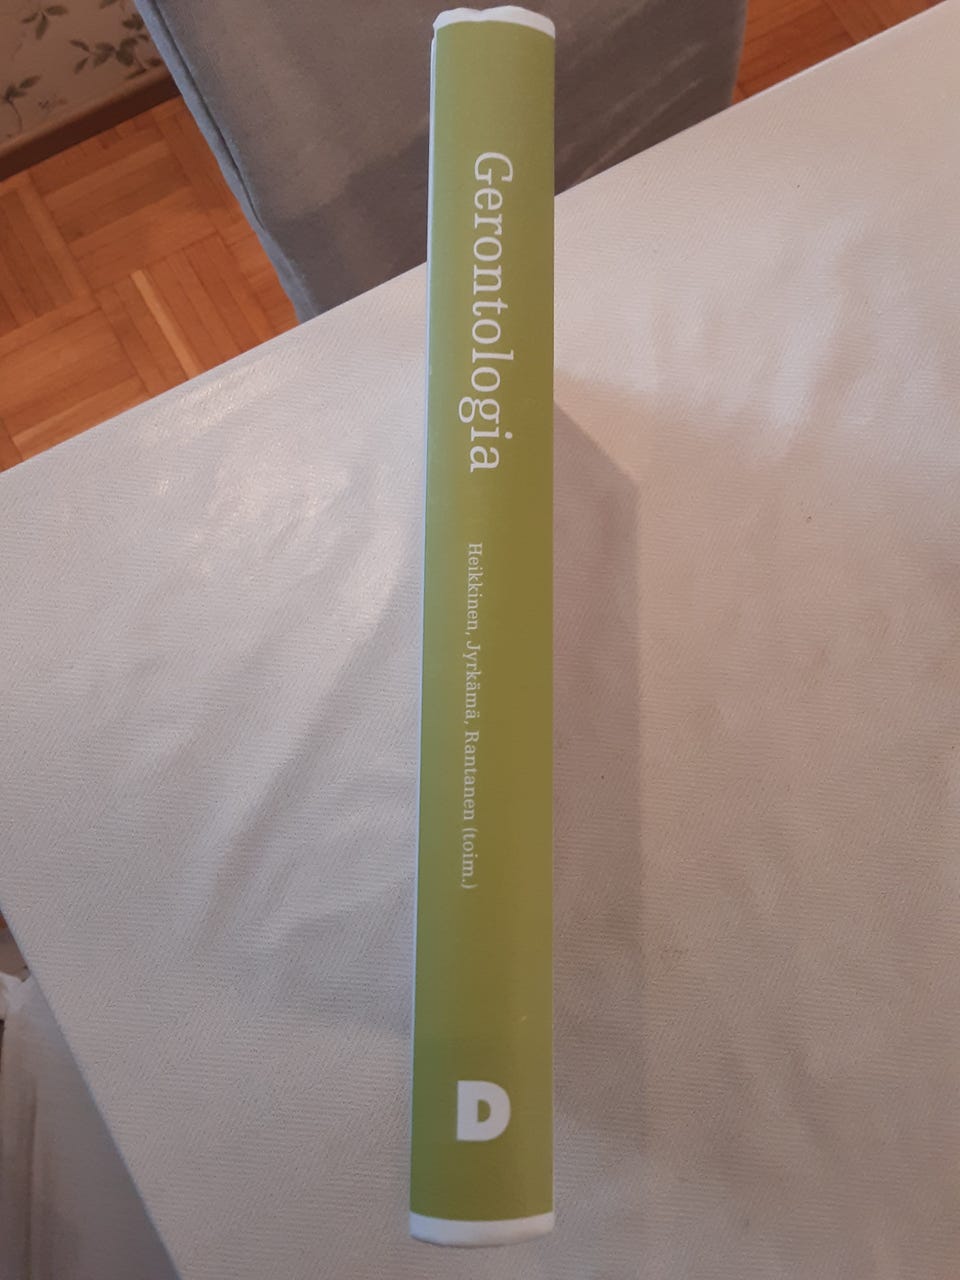 Gerontologia
Heikkinen, Jyrkämä, Rantanen (toim.)
D